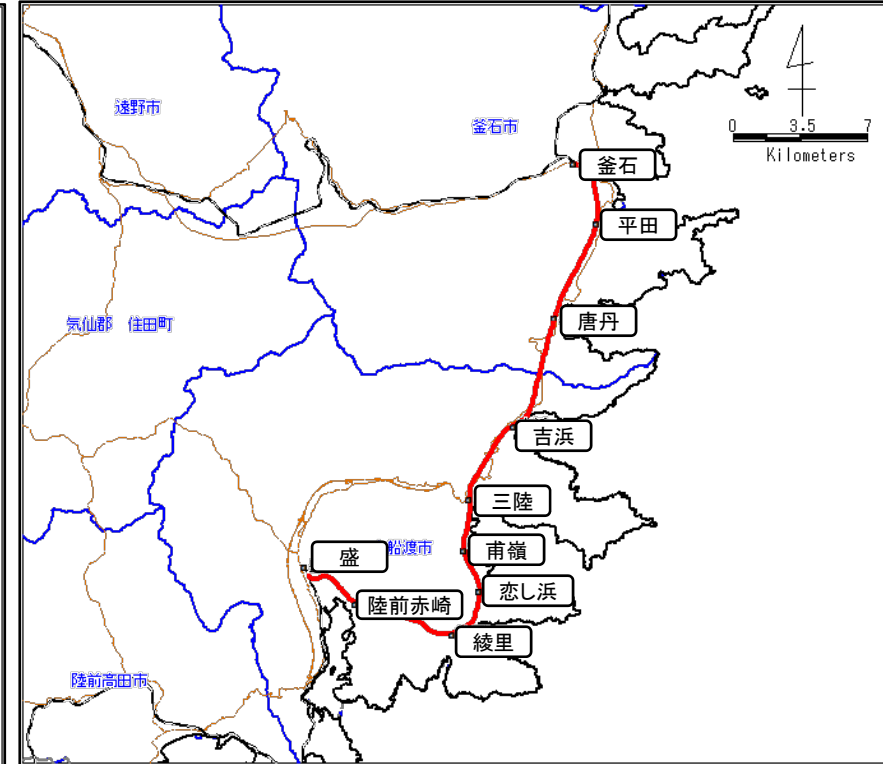 遠野市
釜石市
0 3.5 7
Kilometers
釜石
平田
唐丹
気仙郡 住田町
吉浜
三陸
船渡市
甫嶺
盛
恋し浜
陸前赤崎
綾里
陸前高田市